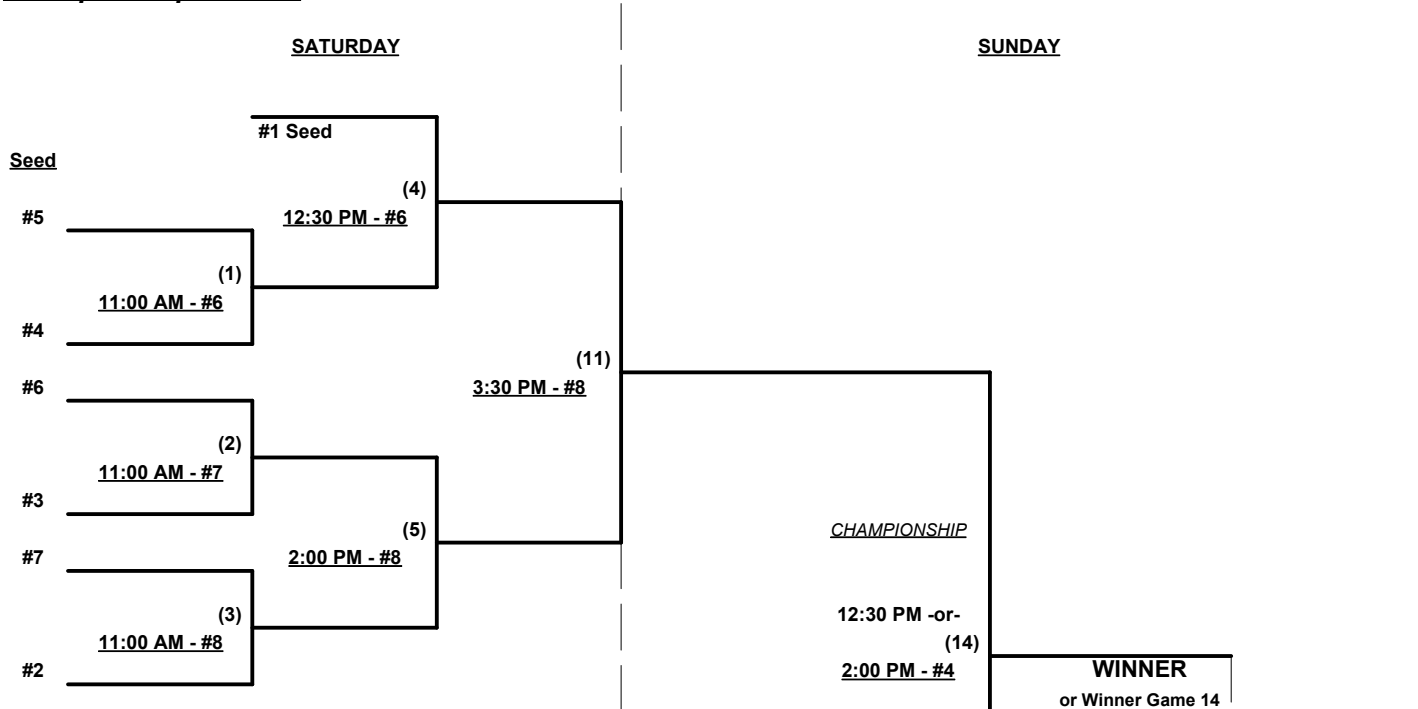 SATURDAY
SUNDAY
#1 Seed
Seed
(4)
#5
12:30 PM - #6
(1)
11:00 AM - #6
#4
(11)
#6
3:30 PM - #8
(2)
11:00 AM - #7
#3
(5)
CHAMPIONSHIP
#7
2:00 PM - #8
(3)
12:30 PM -or-
11:00 AM - #8
(14)
#2
2:00 PM - #4
WINNER
or Winner Game 14